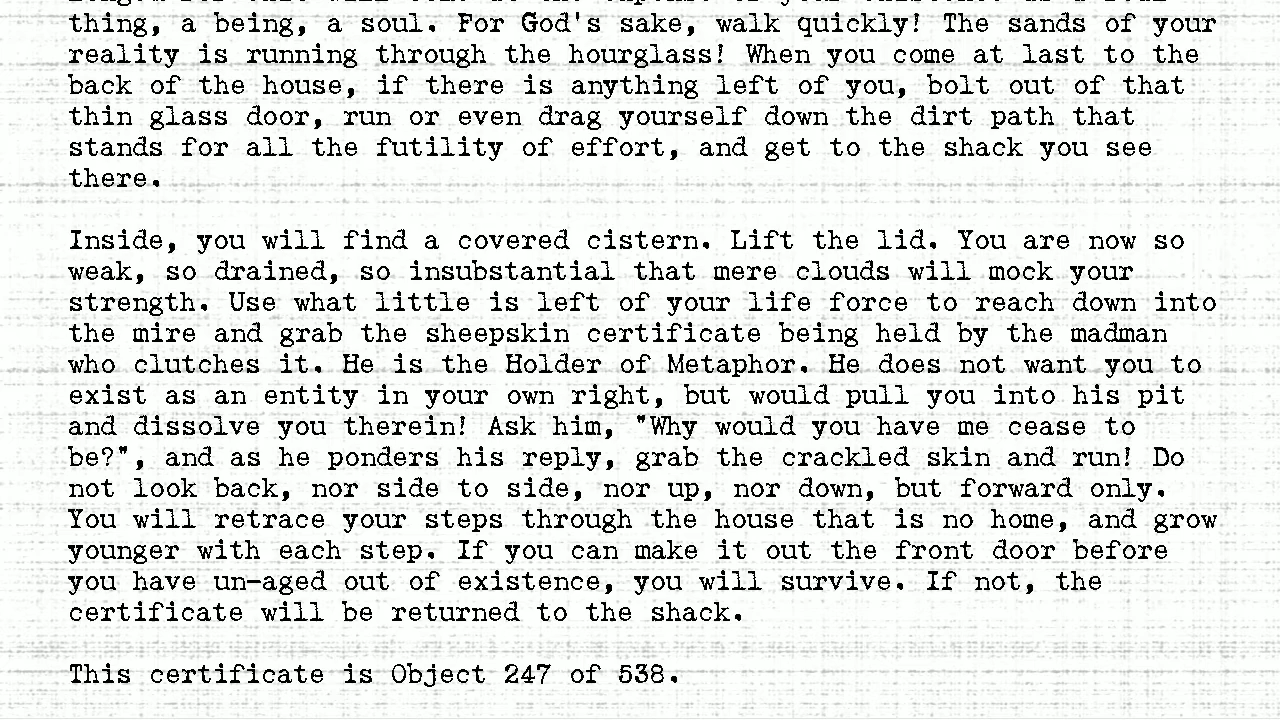 thing, a being, a soul. For God's sake, walk quickly! The sands of your
reality is running through the hourglass! When you come at last to the
back of the house, if there is anything left of you, bolt out of that
thin glass door, run or even drag yourself down the dirt path that
stands for all the futility of effort, and get to the shack you see
there.
Inside, you will find a covered cistern. Lift the lid. You are now so
weak, so drained, so insubstantial that mere clouds will mock your
strength. Use what little is left of your life force to reach down into
the mire and grab the sheepskin certificate being held by the madman
who clutches it. He is the Holder of Metaphor. He does not want you to
exist as an entity in your own right, but would pull you into his pit
and dissolve you therein! Ask him, "Why would you have me cease to
be?", and as he ponders his reply, grab the crackled skin and run! Do
not look back, nor side to side, nor up, nor down, but forward only.
You will retrace your steps through the house that is no home, and grow
younger with each step. If you can make it out the front door before
you have un-aged out of existence, you will survive. If not, the
certificate will be returned to the shack.
This certificate is Object 247 of 538.